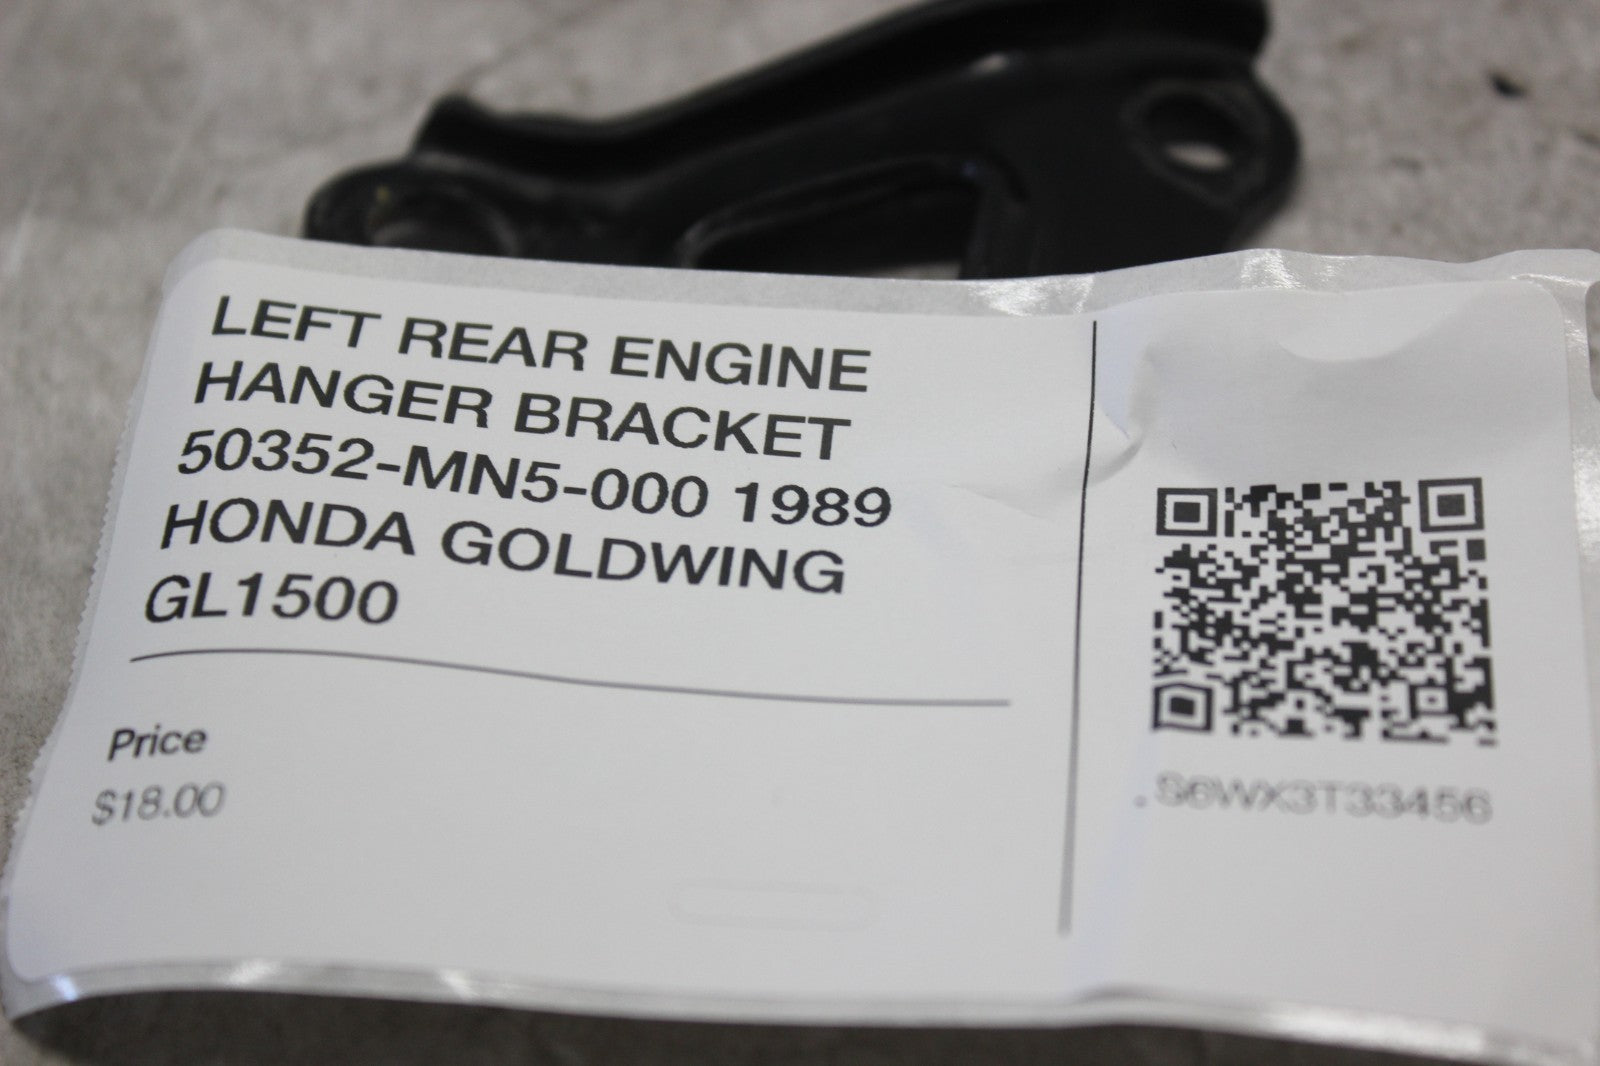 LEFT REAR ENGINE
HANGER BRACKET
50352-MN5-000 1989
HONDA GOLDWING
GL1500
Price
$18.00
S6WX3T33456